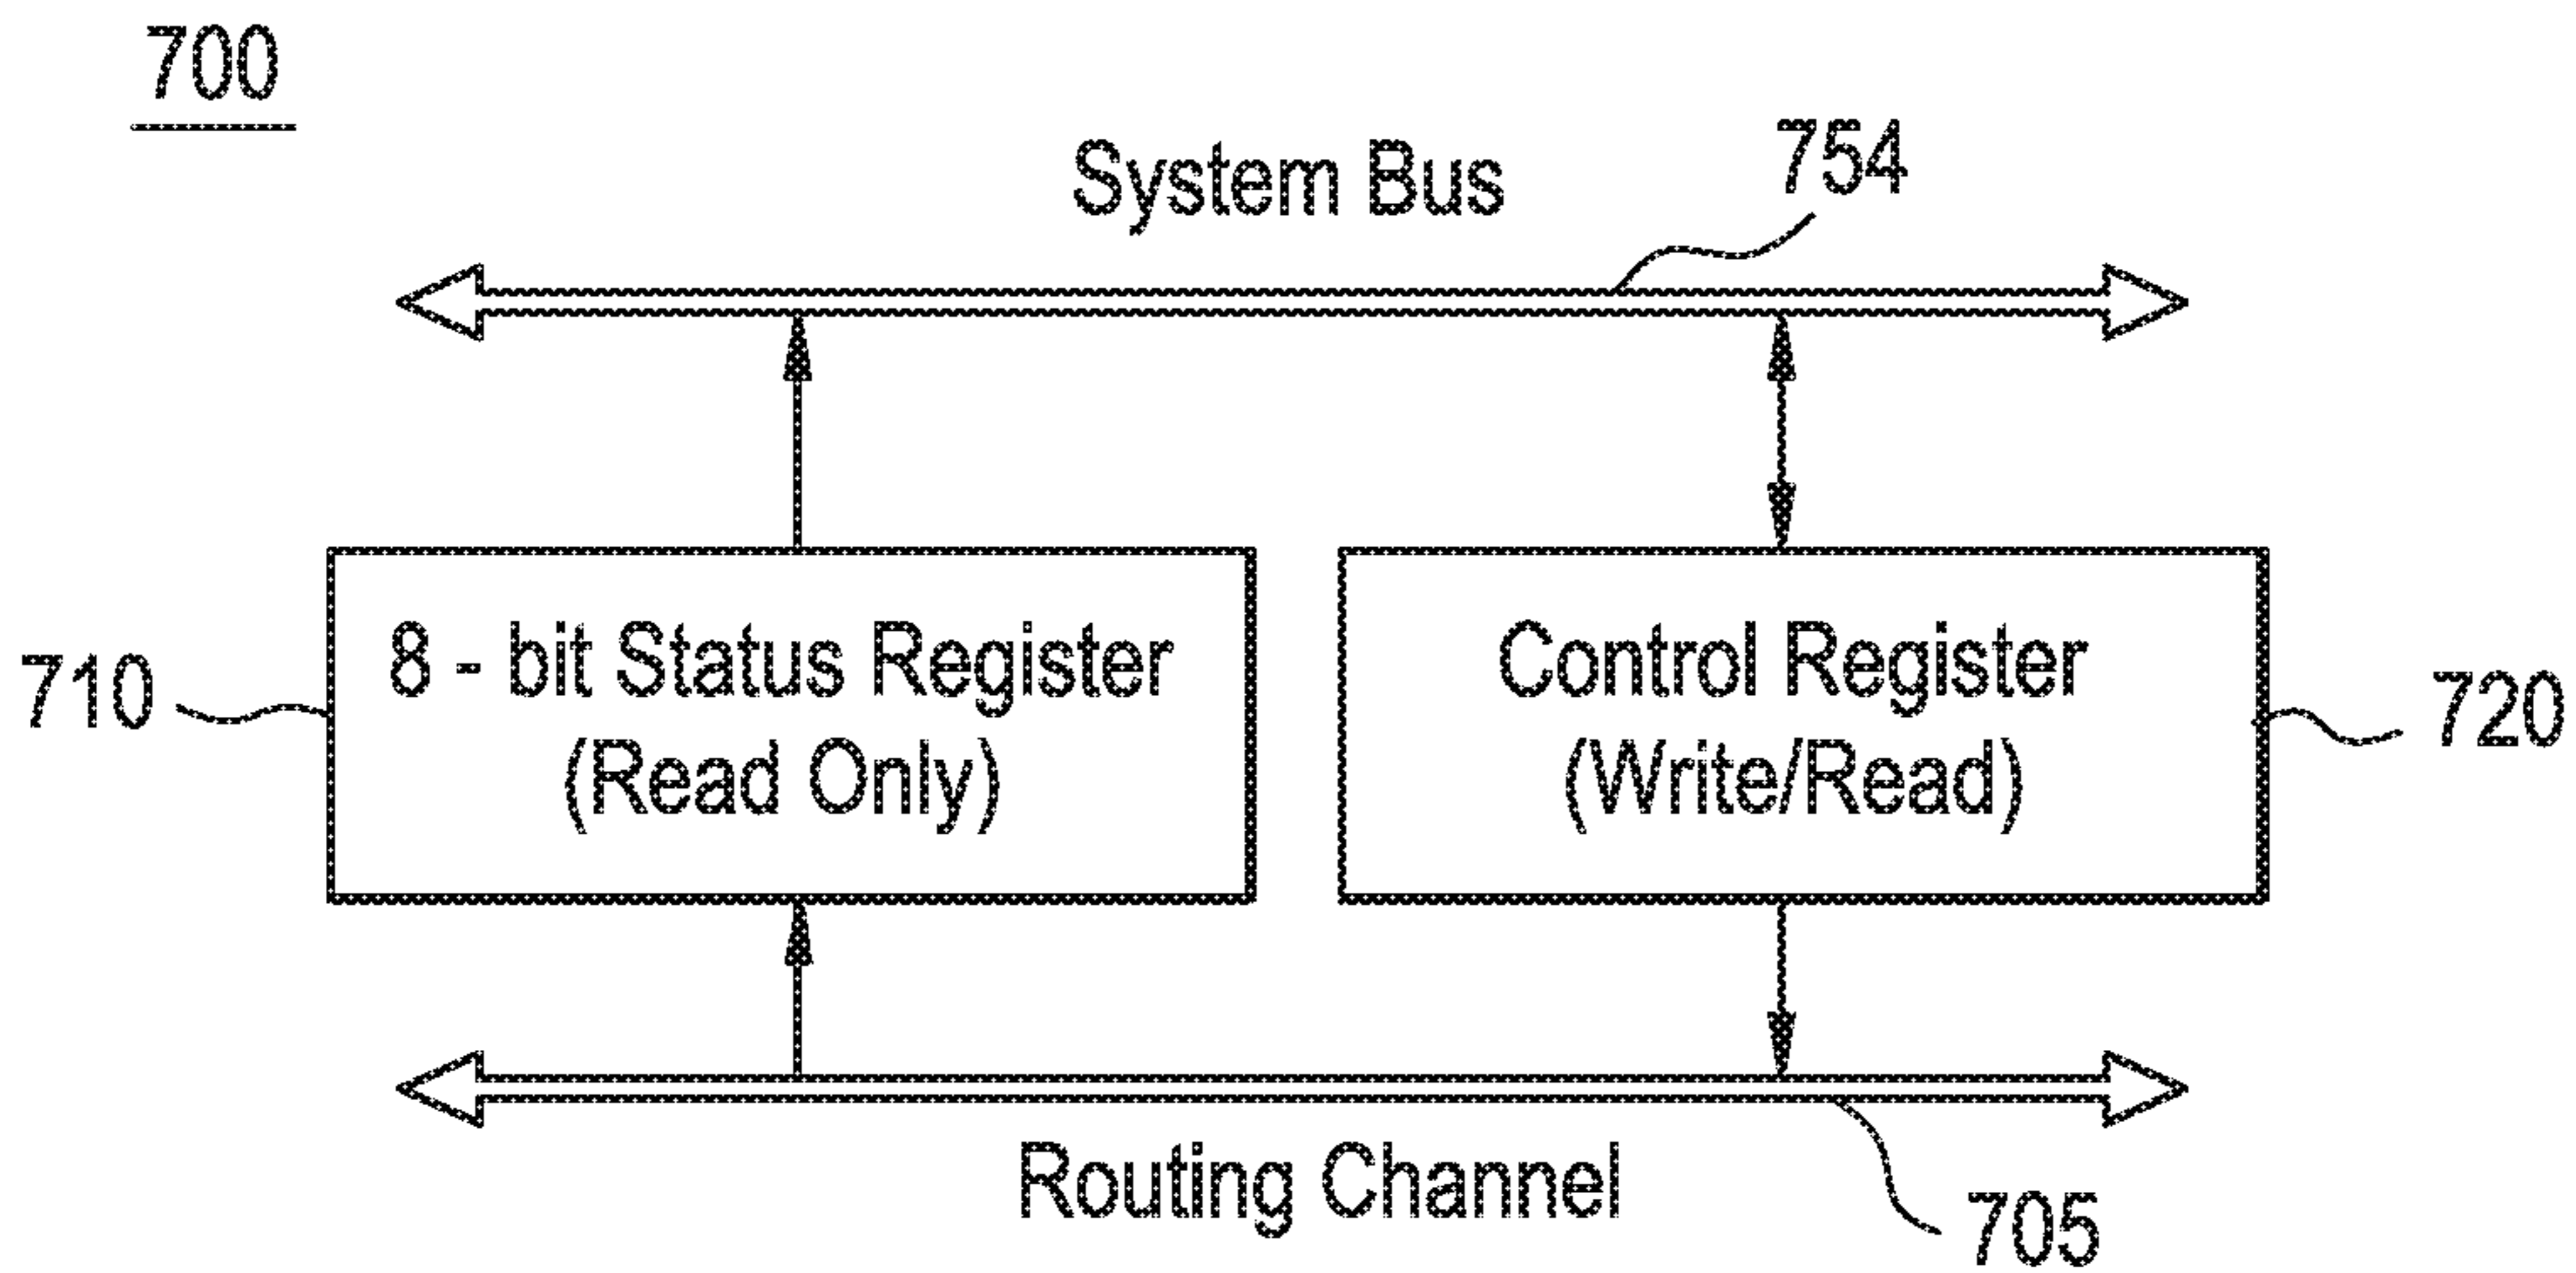 700
System Bus
754
8 - bit Status Register
(Read Only)
710
Control Register
(Write/Read)
720
Routing Channel
705